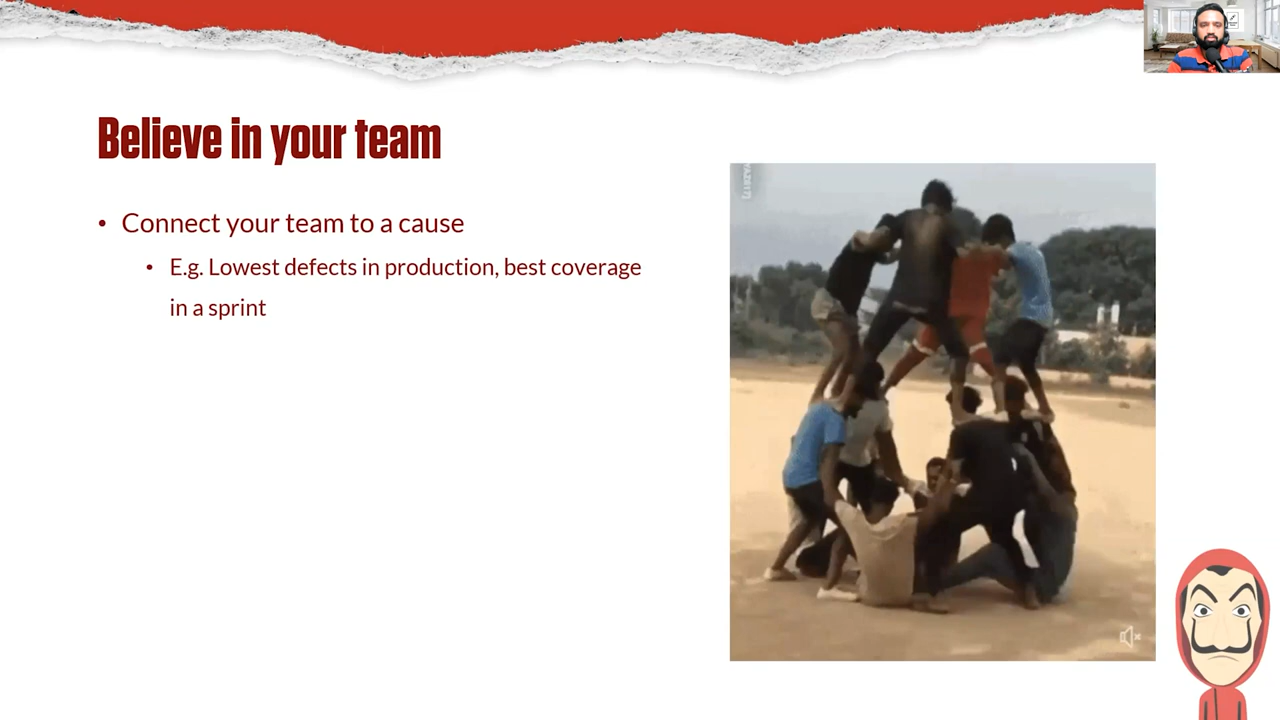 Believe in your team
• Connect your team to a cause
• E.g. Lowest defects in production, best coverage
in a sprint